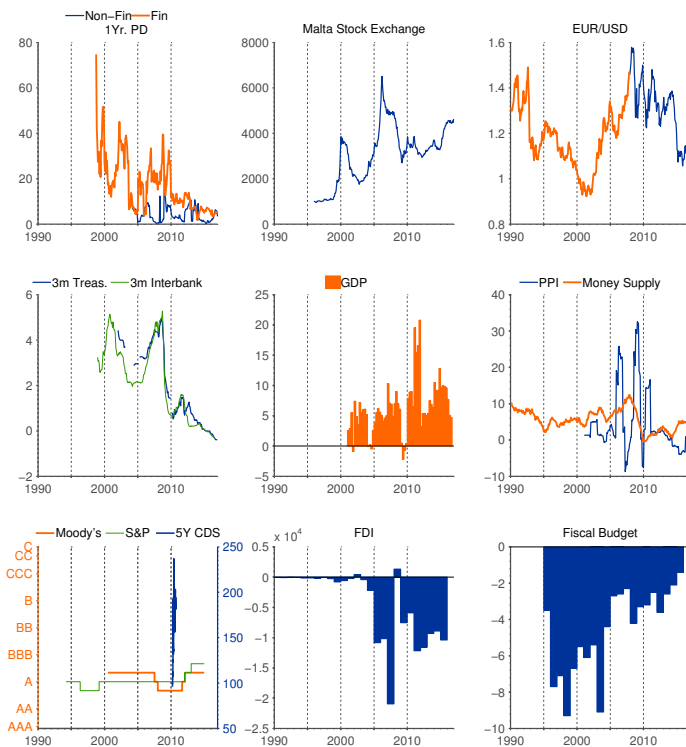 Non−Fin Fin
1Yr. PD
80
60
40
20
0
1990 2000 2010
Malta Stock Exchange
8000
6000
4000
2000
0
1990 2000 2010
EUR/USD
1.6
1.4
1.2
1
0.8
1990 2000 2010
3m Treas. 3m Interbank
6
4
2
0
−2
1990 2000 2010
GDP
25
20
15
10
5
0
−5
1990 2000 2010
PPI Money Supply
40
30
20
10
0
−10
1990 2000 2010
Moody's S&P 5Y CDS
C
CC
CCC
B
BB
BBB
A
AA
AAA
250
200
150
100
50
1990 2000 2010
FDI
x 10⁴
0.5
0
−0.5
−1
−1.5
−2
−2.5
1990 2000 2010
Fiscal Budget
0
−2
−4
−6
−8
−10
1990 2000 2010